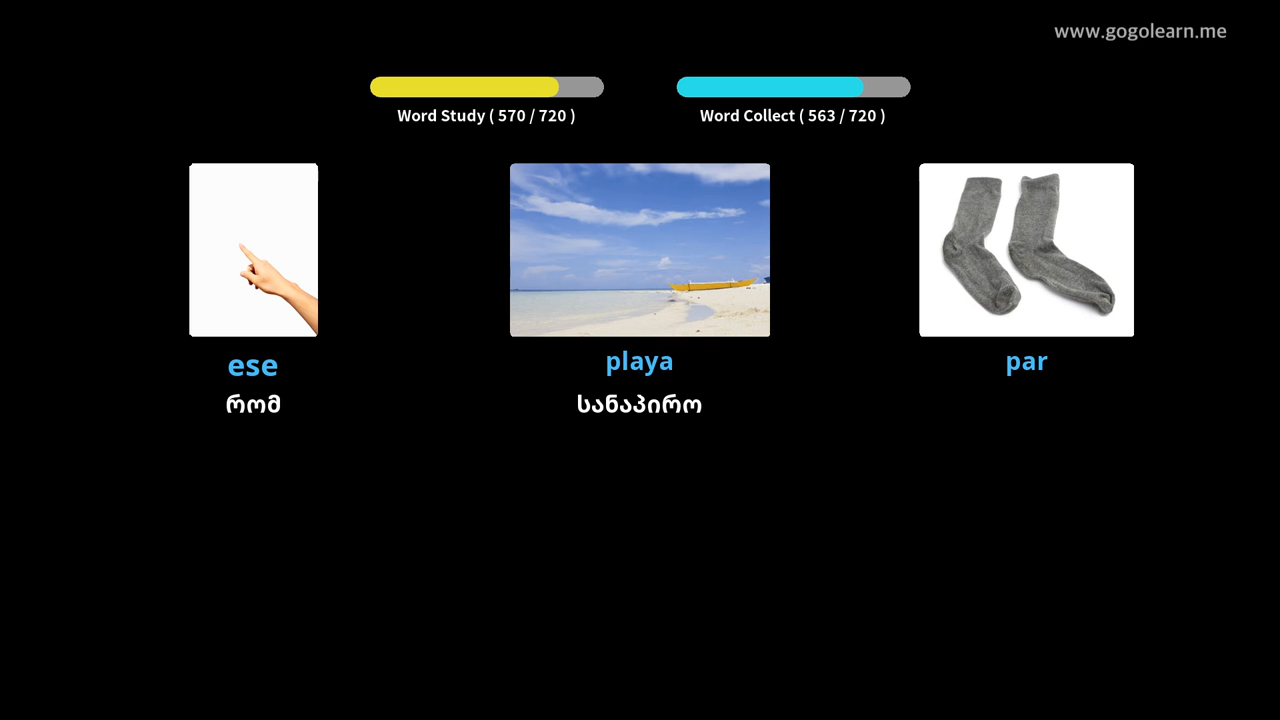 www.gogolearn.me
Word Study ( 570 / 720 )
Word Collect ( 563 / 720 )
ese
playa
par
რომ
სანაპირო